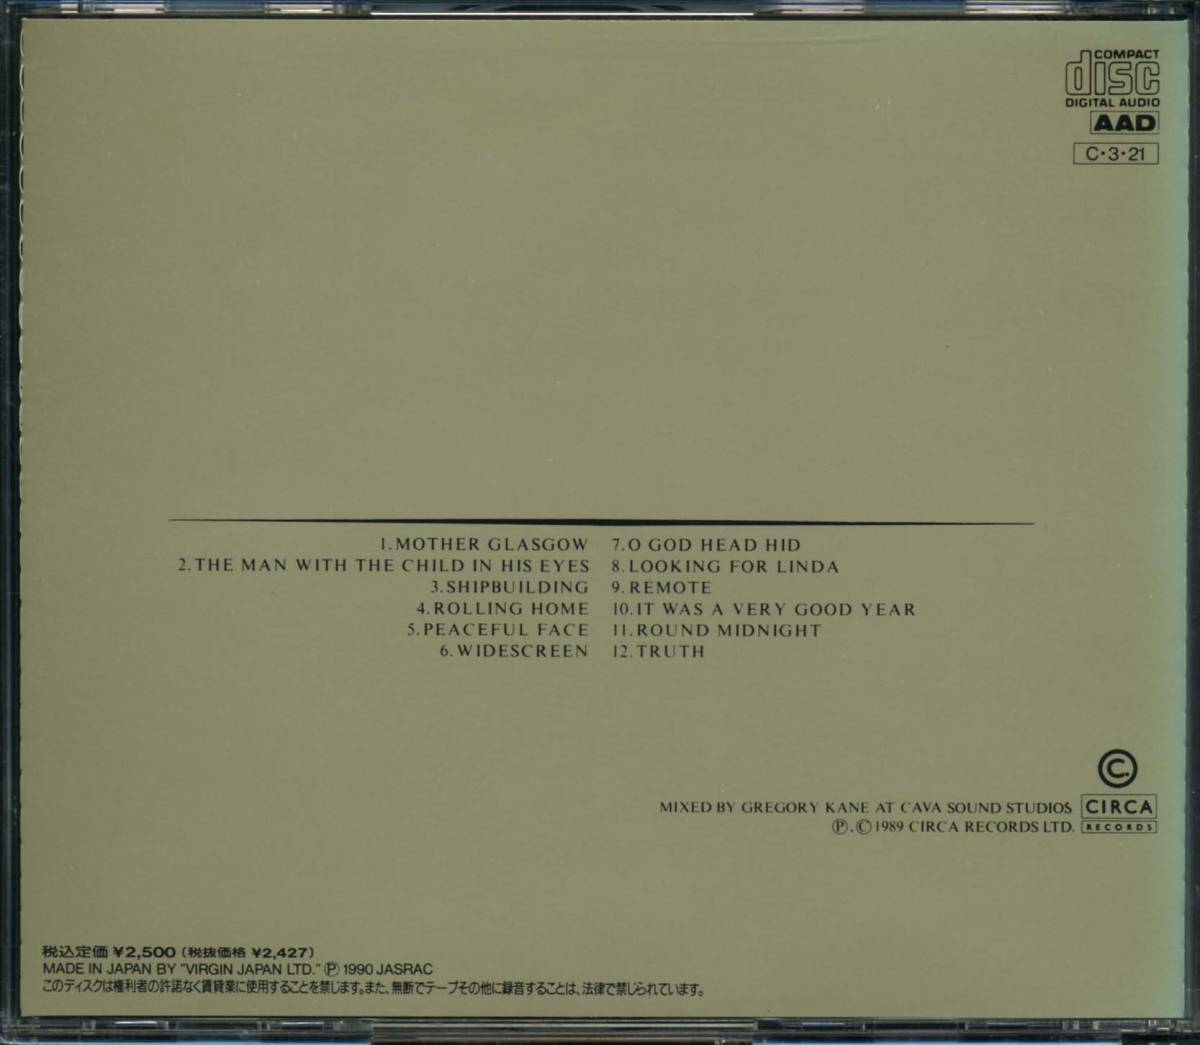 COMPACT
disc
DIGITAL AUDIO
AAD
C・3・21
1.MOTHER GLASGOW
2.THE MAN WITH THE CHILD IN HIS EYES
3.SHIPBUILDING
4.ROLLING HOME
5.PEACEFUL FACE
6.WIDESCREEN
7.O GOD HEAD HID
8.LOOKING FOR LINDA
9.REMOTE
10.IT WAS A VERY GOOD YEAR
11.ROUND MIDNIGHT
12.TRUTH
C.
MIXED BY GREGORY KANE AT CAVA SOUND STUDIOS
Ⓟ.Ⓒ1989 CIRCA RECORDS LTD.
CIRCA
RECORDS
税込定価 ¥2,500 (税抜価格 ¥2,427)
MADE IN JAPAN BY "VIRGIN JAPAN LTD." Ⓟ 1990 JASRAC
このディスクは権利者の許諾なく賃貸業に使用することを禁じます。また、無断でテープその他に録音することは、法律で禁じられています。